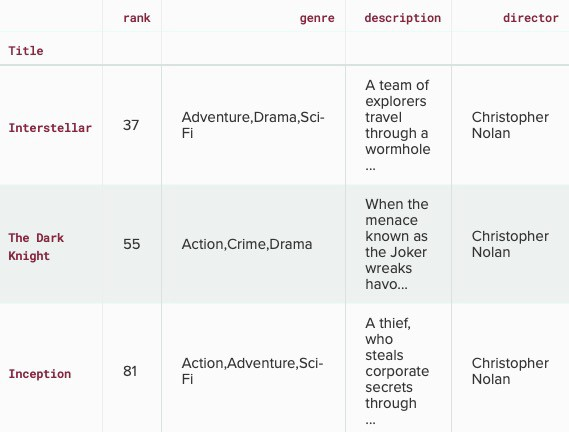 rank genre description director
Title
Interstellar 37 Adventure,Drama,Sci-
Fi A team of
explorers
travel
through a
wormhole
... Christopher
Nolan
The Dark
Knight 55 Action,Crime,Drama When the
menace
known as
the Joker
wreaks
havo... Christopher
Nolan
Inception 81 Action,Adventure,Sci-
Fi A thief,
who
steals
corporate
secrets
through
... Christopher
Nolan